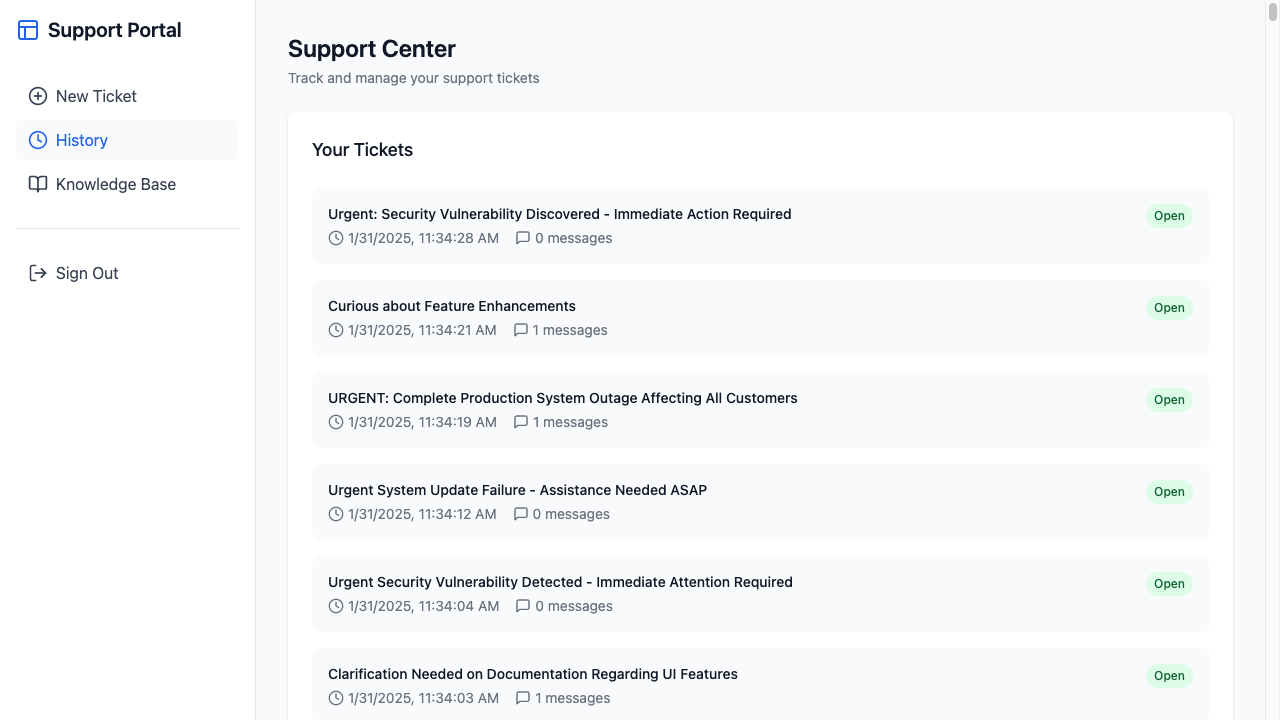 Support Portal
New Ticket
History
Knowledge Base
Sign Out
Support Center
Track and manage your support tickets
Your Tickets
Urgent: Security Vulnerability Discovered - Immediate Action Required
Open
1/31/2025, 11:34:28 AM 0 messages
Curious about Feature Enhancements
Open
1/31/2025, 11:34:21 AM 1 messages
URGENT: Complete Production System Outage Affecting All Customers
Open
1/31/2025, 11:34:19 AM 1 messages
Urgent System Update Failure - Assistance Needed ASAP
Open
1/31/2025, 11:34:12 AM 0 messages
Urgent Security Vulnerability Detected - Immediate Attention Required
Open
1/31/2025, 11:34:04 AM 0 messages
Clarification Needed on Documentation Regarding UI Features
Open
1/31/2025, 11:34:03 AM 1 messages